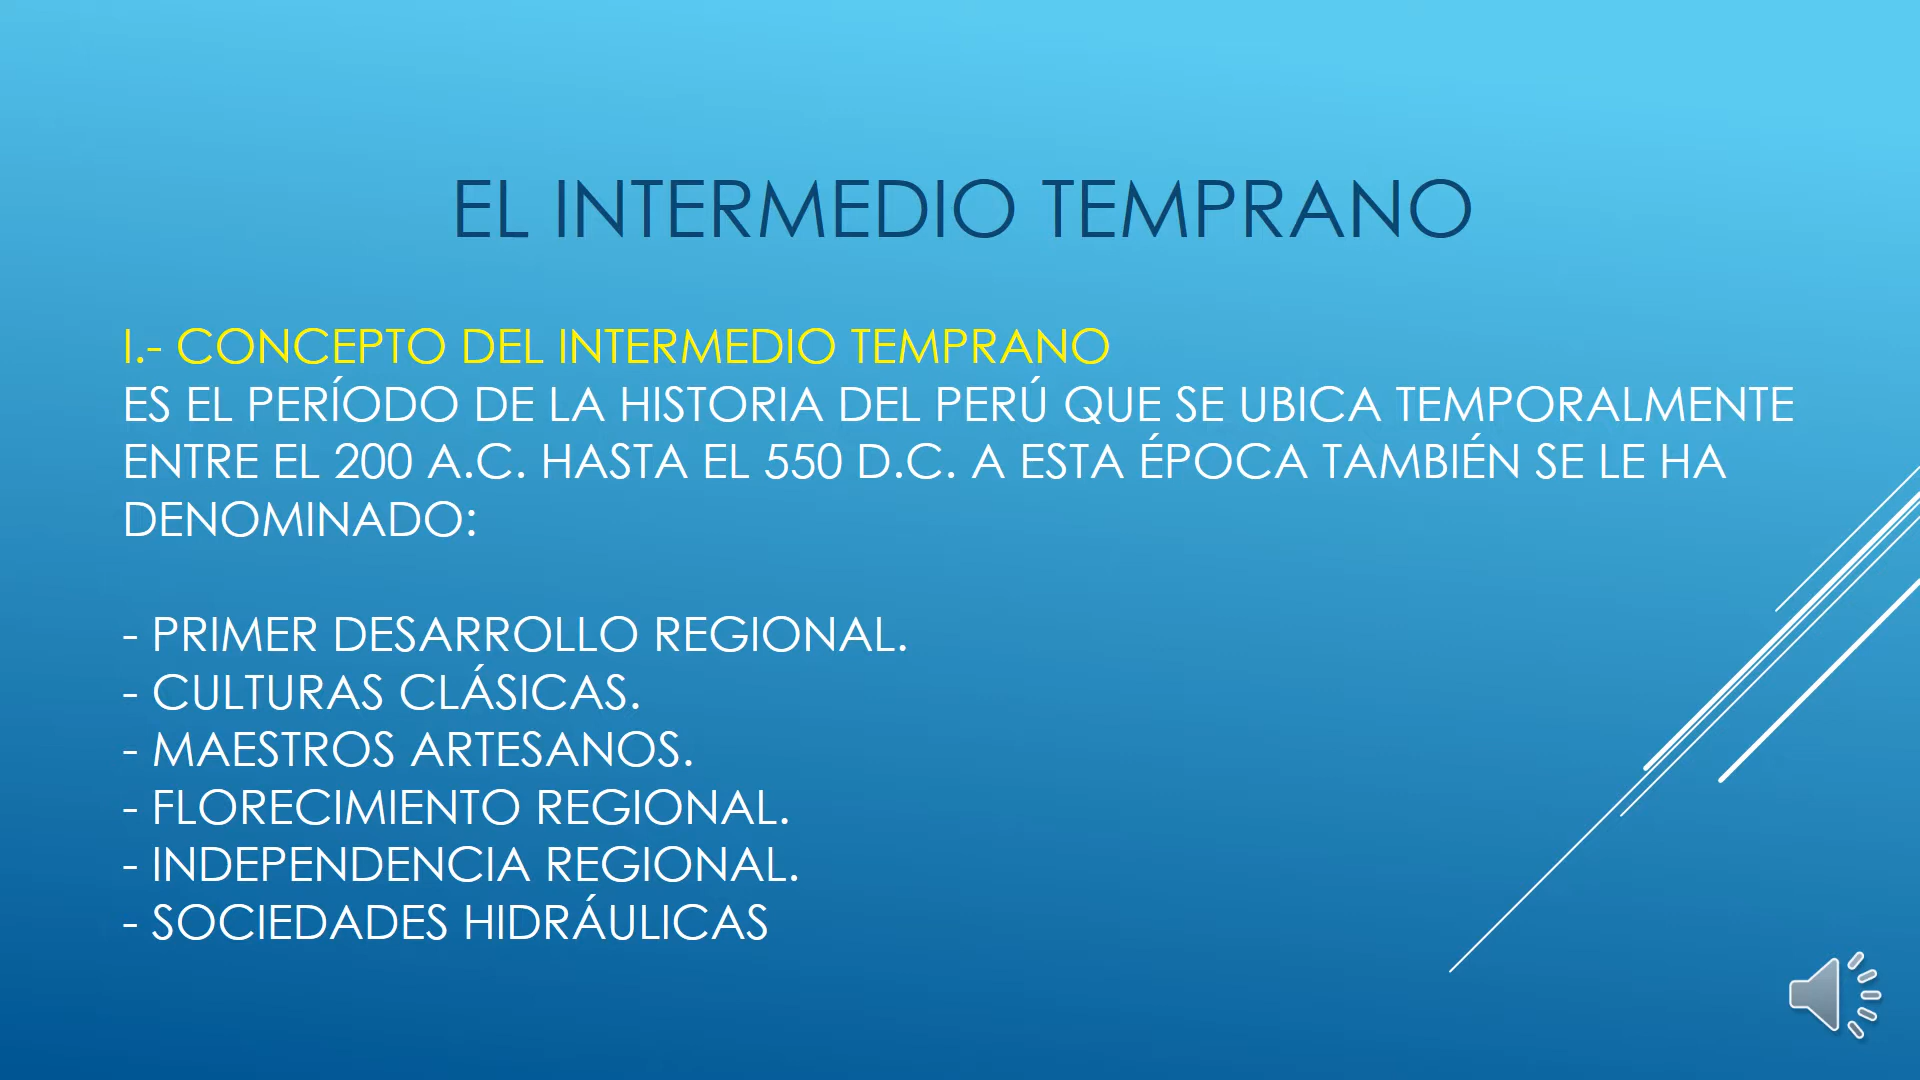 EL INTERMEDIO TEMPRANO
I.- CONCEPTO DEL INTERMEDIO TEMPRANO
ES EL PERÍODO DE LA HISTORIA DEL PERÚ QUE SE UBICA TEMPORALMENTE
ENTRE EL 200 A.C. HASTA EL 550 D.C. A ESTA ÉPOCA TAMBIÉN SE LE HA
DENOMINADO:
- PRIMER DESARROLLO REGIONAL.
- CULTURAS CLÁSICAS.
- MAESTROS ARTESANOS.
- FLORECIMIENTO REGIONAL.
- INDEPENDENCIA REGIONAL.
- SOCIEDADES HIDRÁULICAS